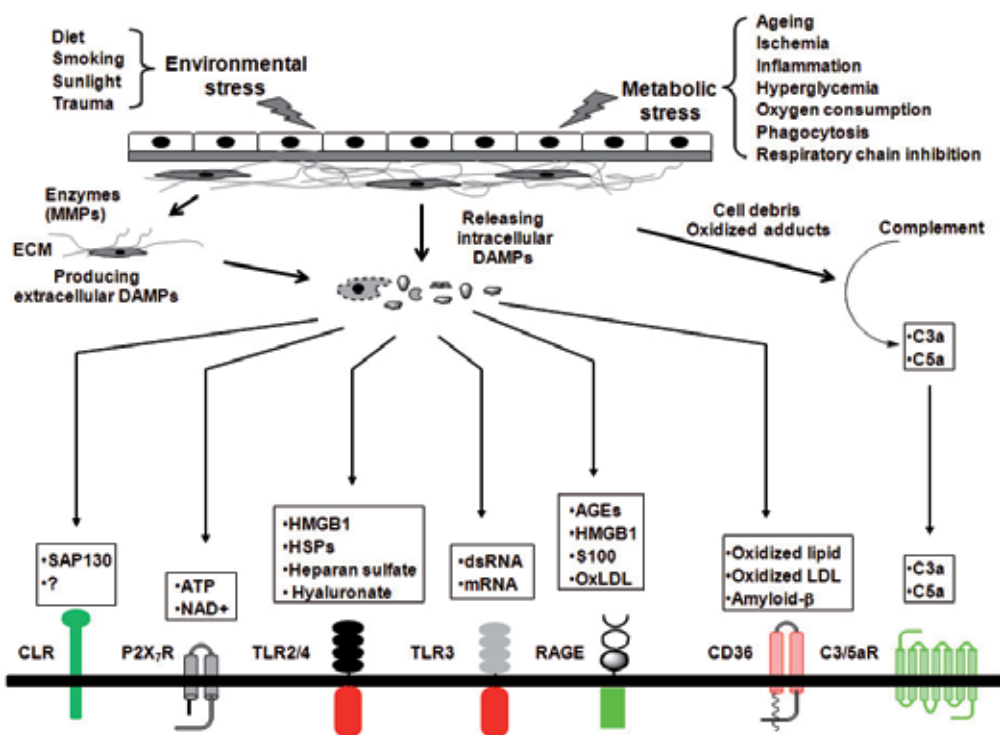 Diet
Smoking
Sunlight
Trauma
Environmental
stress
Metabolic
stress
Ageing
Ischemia
Inflammation
Hyperglycemia
Oxygen consumption
Phagocytosis
Respiratory chain inhibition
Enzymes
(MMPs)
ECM
Producing
extracellular DAMPs
Releasing
intracellular
DAMPs
Cell debris
Oxidized adducts
Complement
•C3a
•C5a
•SAP130
•?
•ATP
•NAD+
•HMGB1
•HSPs
•Heparan sulfate
•Hyaluronate
•dsRNA
•mRNA
•AGEs
•HMGB1
•S100
•OxLDL
•Oxidized lipid
•Oxidized LDL
•Amyloid-β
•C3a
•C5a
CLR
P2X₇R
TLR2/4
TLR3
RAGE
CD36
C3/5aR